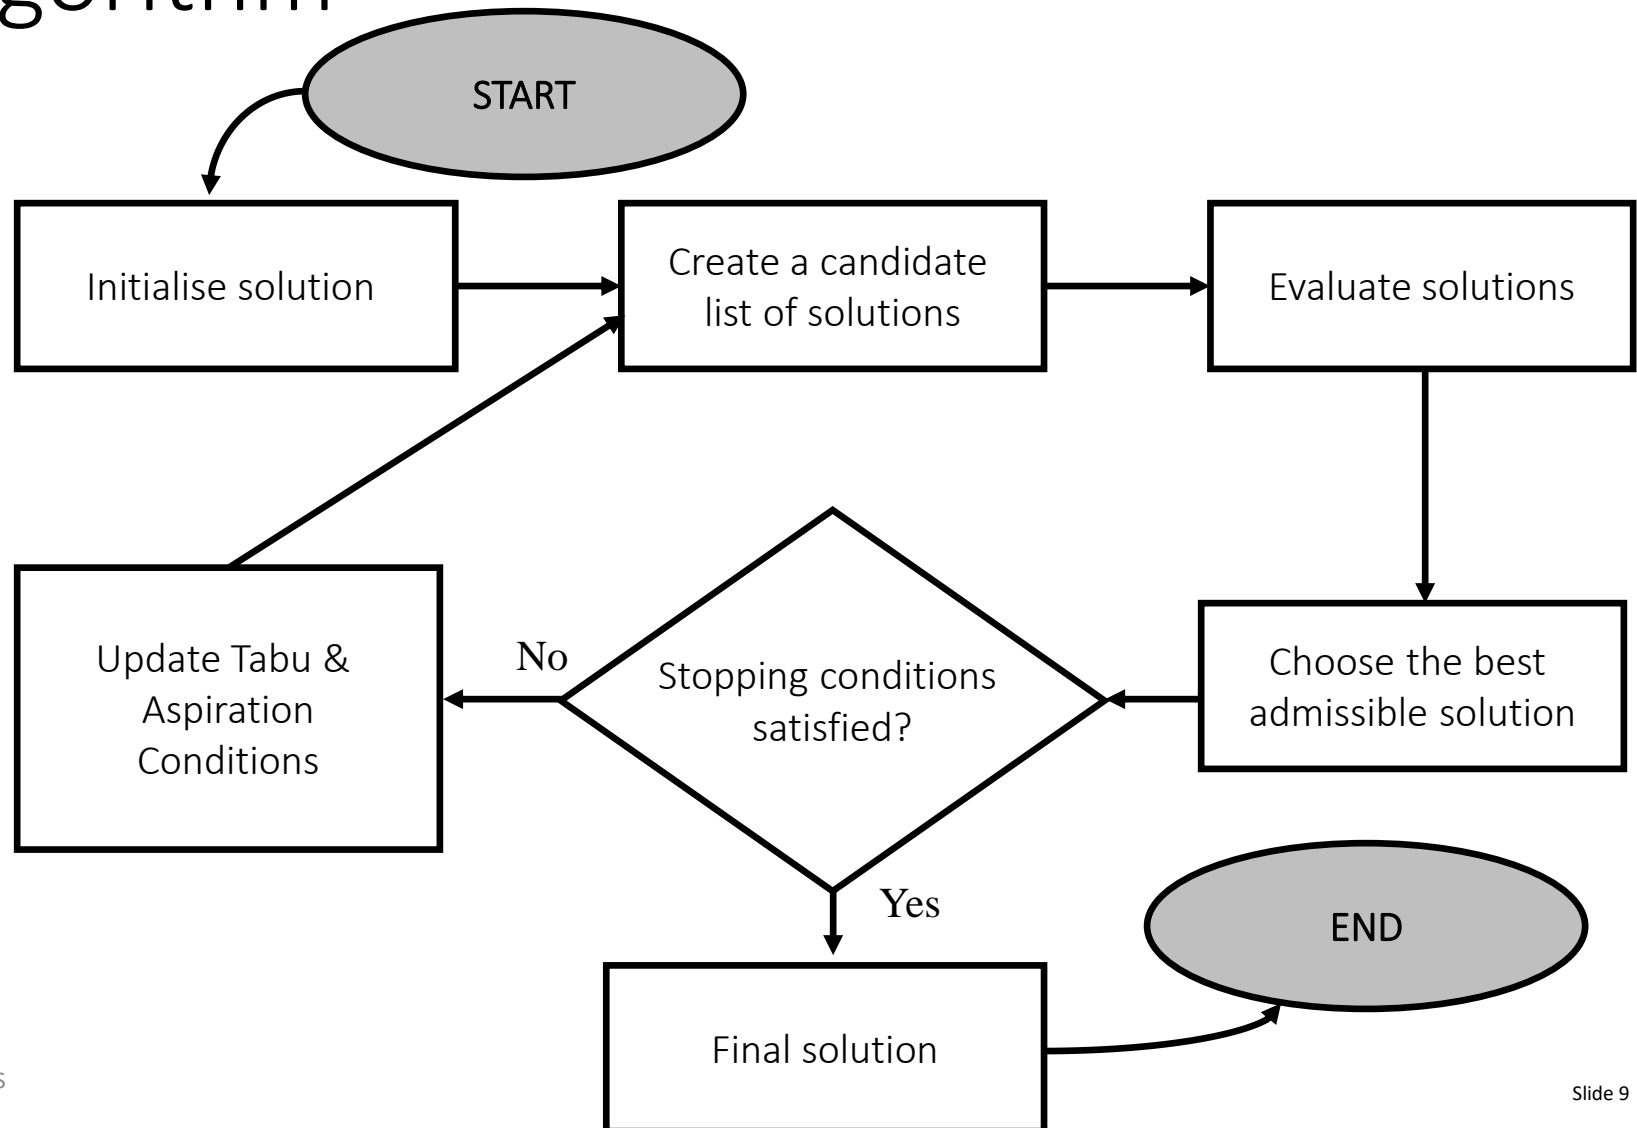 START
Initialise solution
Create a candidate
list of solutions
Evaluate solutions
Choose the best
admissible solution
Stopping conditions
satisfied?
No
Update Tabu &
Aspiration
Conditions
Yes
Final solution
END
Slide 9